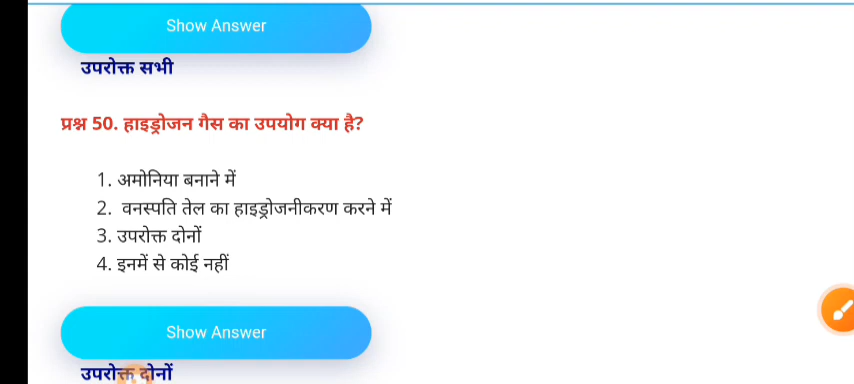 Show Answer
उपरोक्त सभी
प्रश्न 50. हाइड्रोजन गैस का उपयोग क्या है?
1. अमोनिया बनाने में
2. वनस्पति तेल का हाइड्रोजनीकरण करने में
3. उपरोक्त दोनों
4. इनमें से कोई नहीं
Show Answer
उपरोक्त दोनों